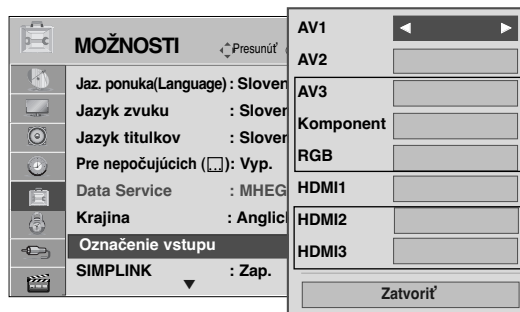 MOŽNOSTI
Presunúť
Jaz. ponuka(Language) : Sloven
Jazyk zvuku : Sloven
Jazyk titulkov : Sloven
Pre nepočujúcich ( ): Vyp.
Data Service : MHEG
Krajina : Anglic
Označenie vstupu
SIMPLINK : Zap.
AV1
AV2
AV3
Komponent
RGB
HDMI1
HDMI2
HDMI3
Zatvoriť